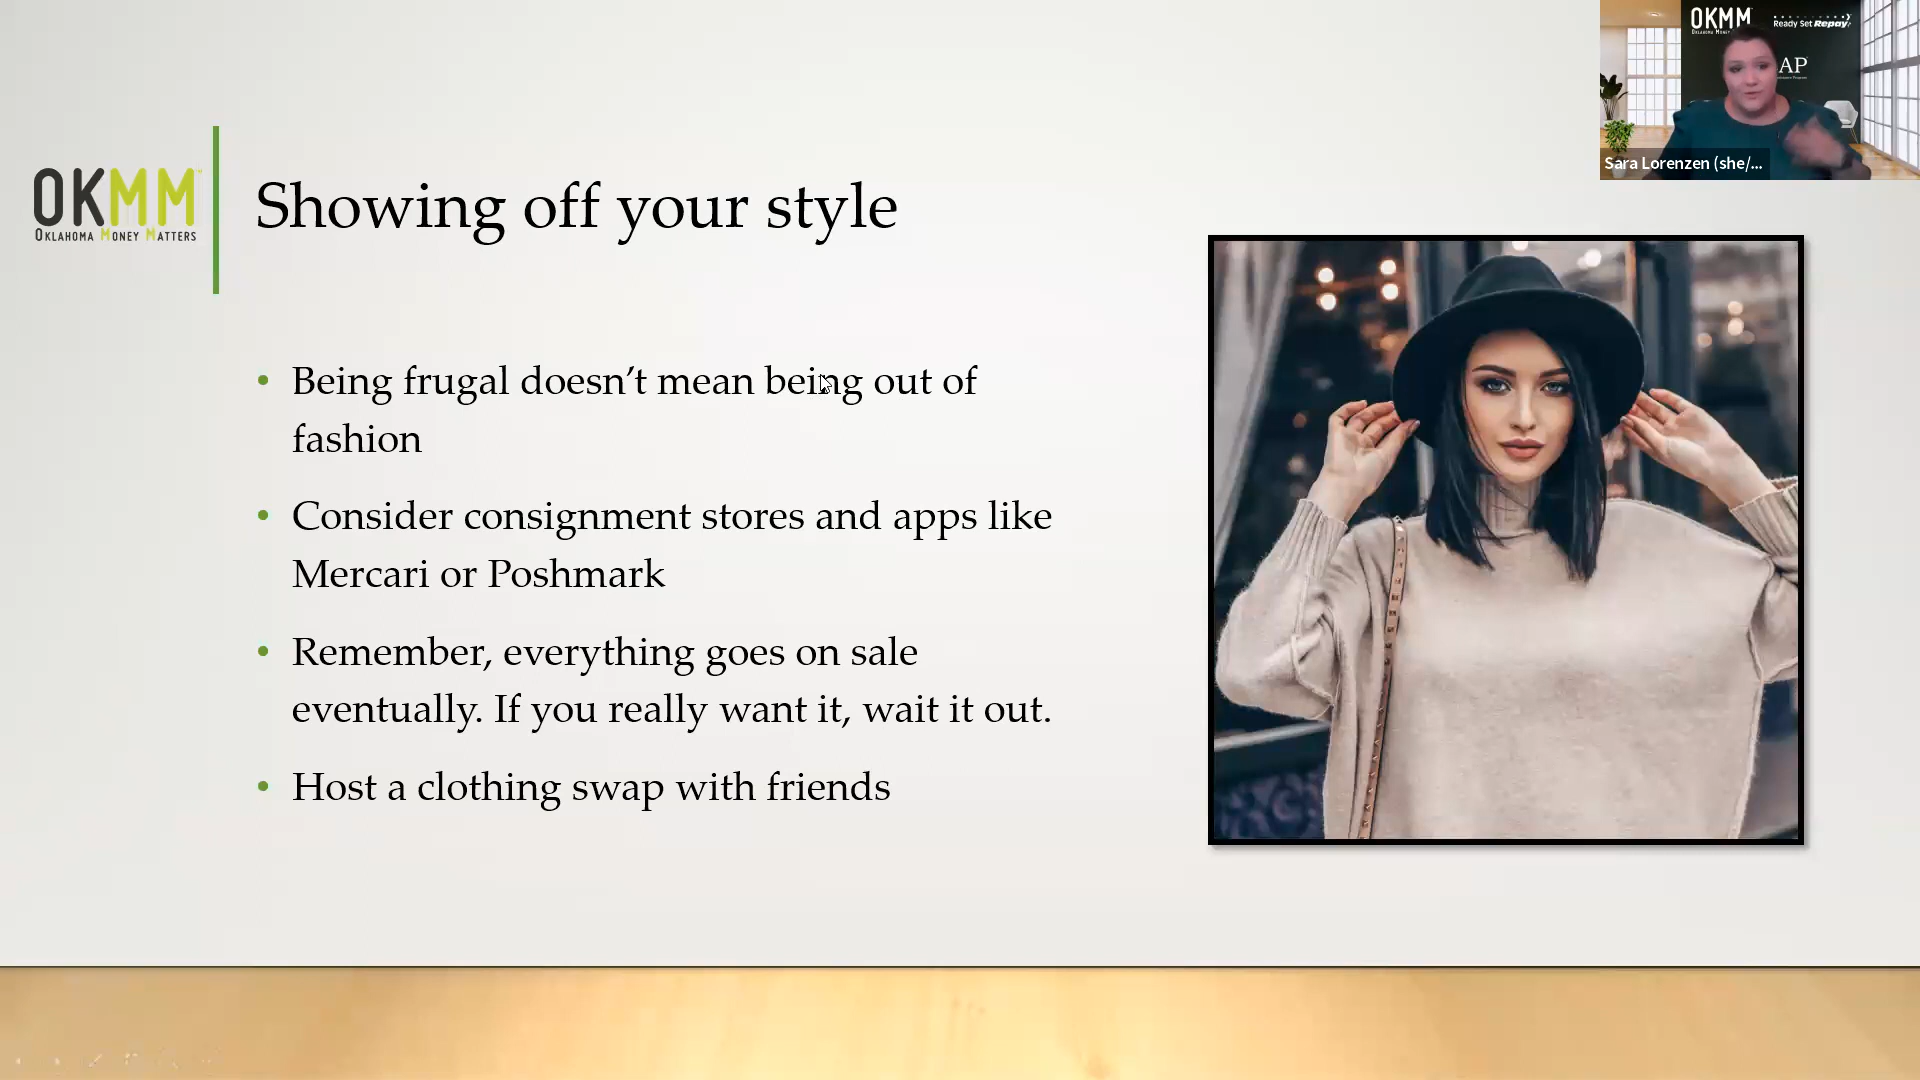 OKMM
Ready Set Repay
AP
Sara Lorenzen (she/...
OKMM
OKLAHOMA MONEY MATTERS
Showing off your style
• Being frugal doesn’t mean being out of
fashion
• Consider consignment stores and apps like
Mercari or Poshmark
• Remember, everything goes on sale
eventually. If you really want it, wait it out.
• Host a clothing swap with friends